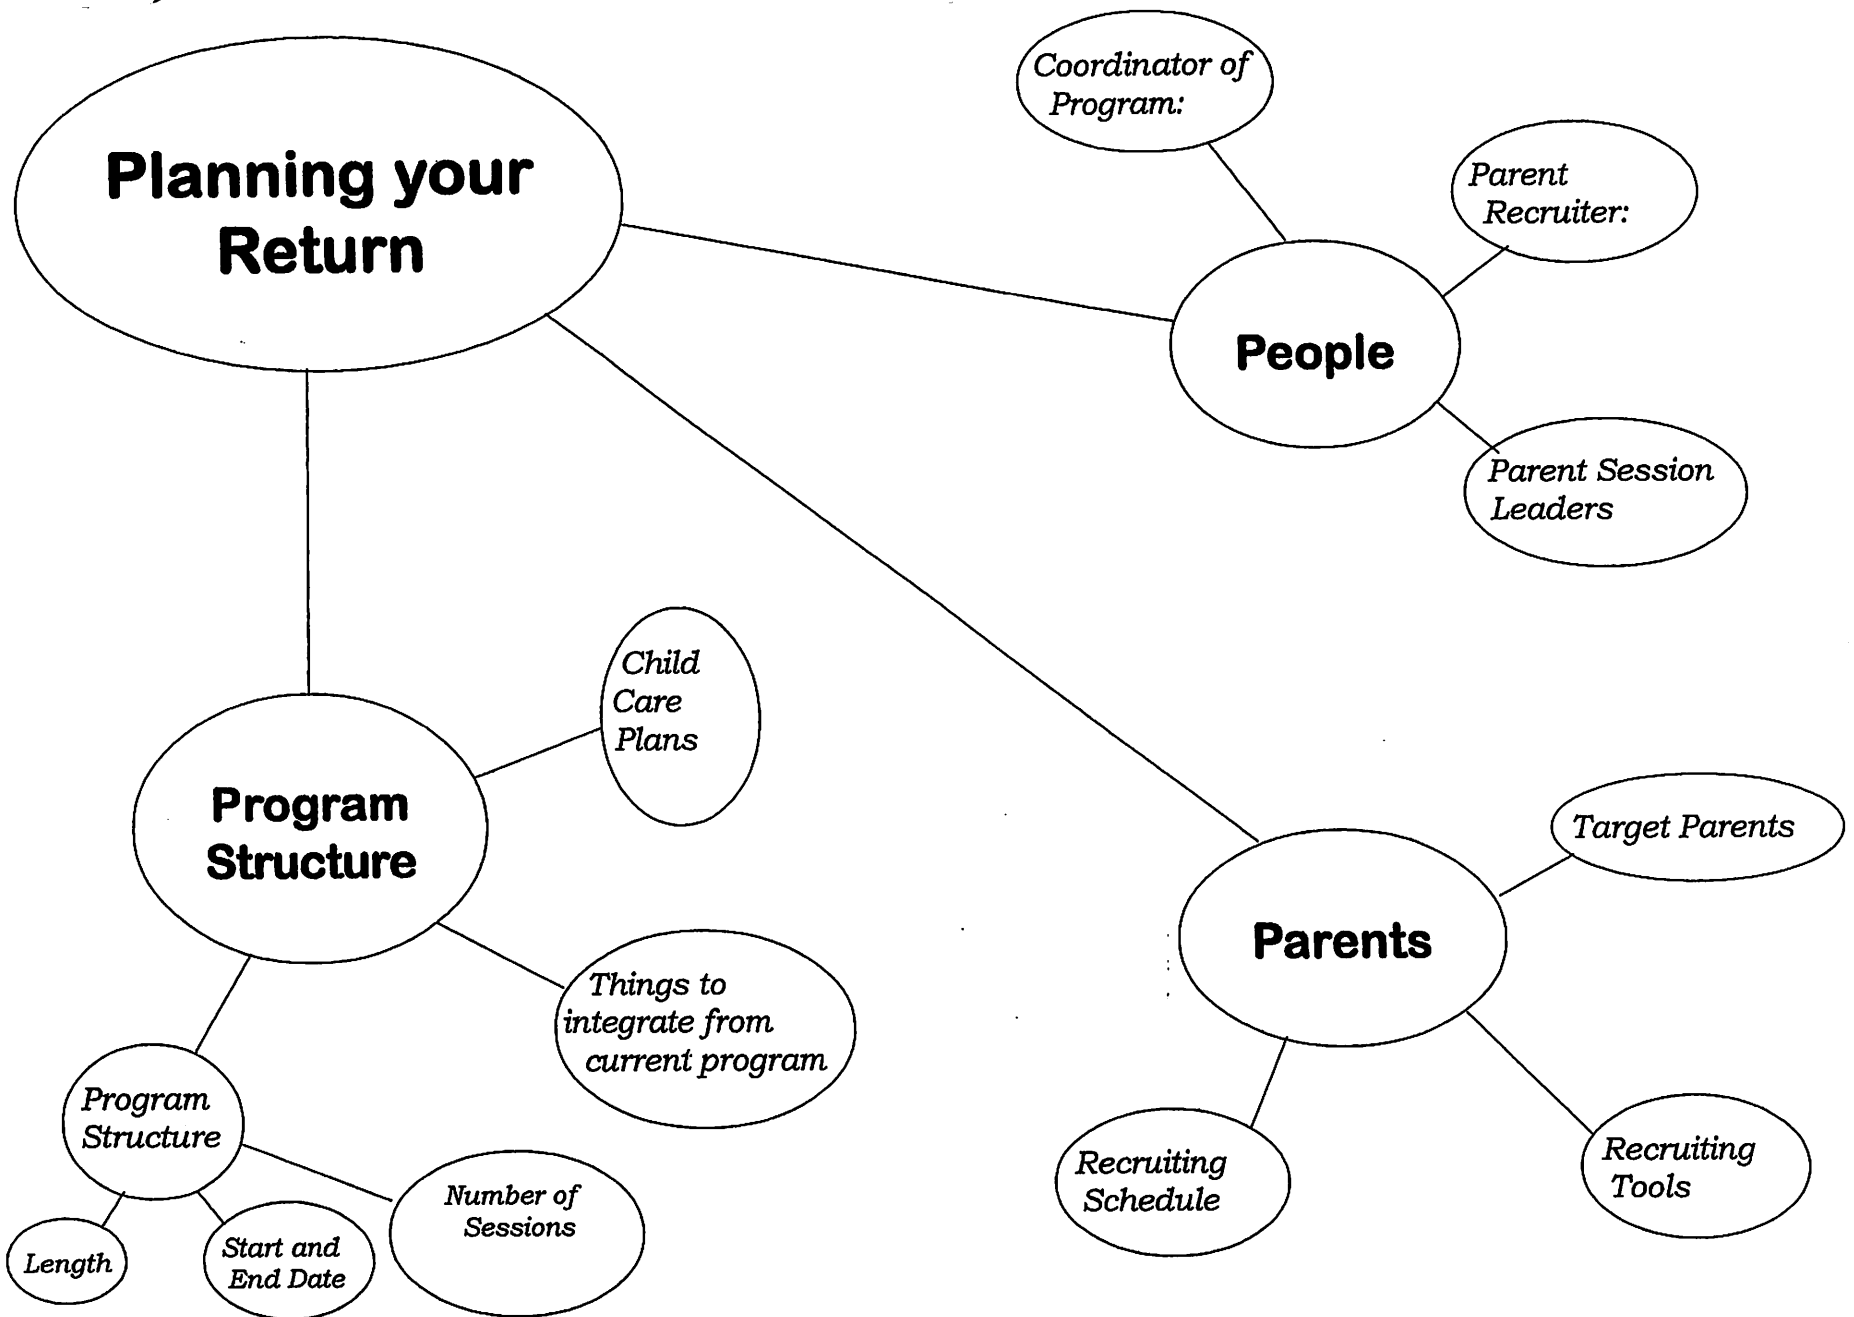 Planning your
Return
Coordinator of
Program:
Parent
Recruiter:
People
Parent Session
Leaders
Child
Care
Plans
Program
Structure
Things to
integrate from
current program
Program
Structure
Length
Start and
End Date
Number of
Sessions
Target Parents
Parents
Recruiting
Schedule
Recruiting
Tools